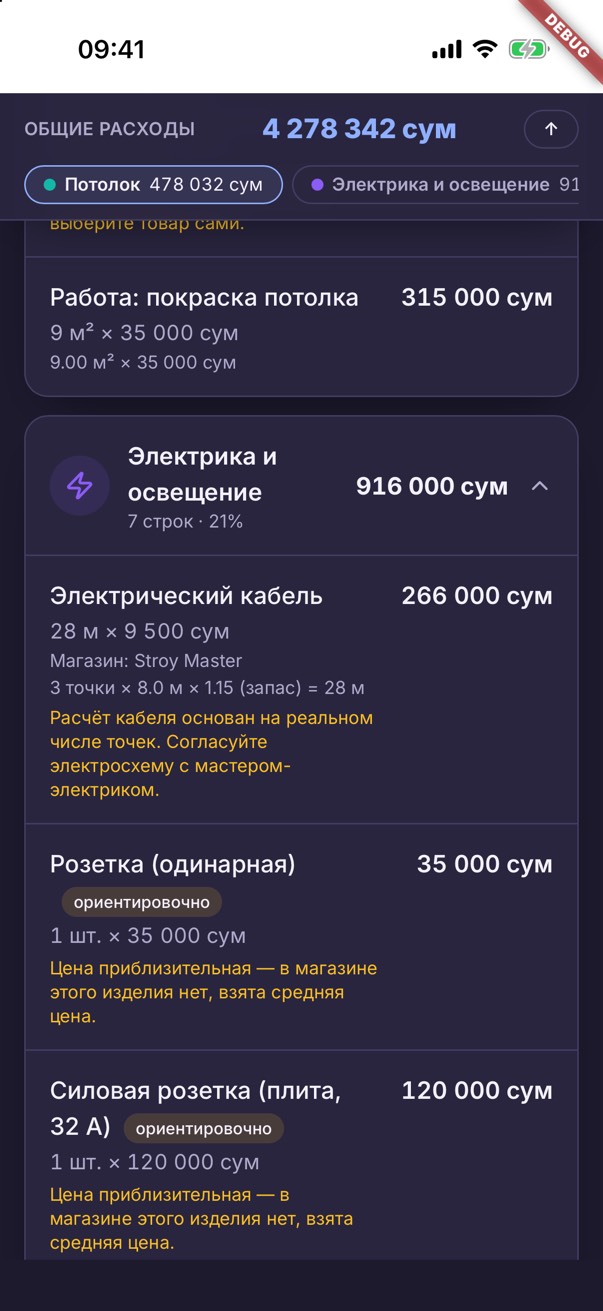 09:41
DEBUG
ОБЩИЕ РАСХОДЫ
4 278 342 сум
Потолок 478 032 сум
Электрика и освещение 91
выберите товар сами.
Работа: покраска потолка
315 000 сум
9 м² × 35 000 сум
9.00 м² × 35 000 сум
Электрика и
освещение
916 000 сум
7 строк · 21%
Электрический кабель
266 000 сум
28 м × 9 500 сум
Магазин: Stroy Master
3 точки × 8.0 м × 1.15 (запас) = 28 м
Расчёт кабеля основан на реальном
числе точек. Согласуйте
электросхему с мастером-
электриком.
Розетка (одинарная)
35 000 сум
ориентировочно
1 шт. × 35 000 сум
Цена приблизительная — в магазине
этого изделия нет, взята средняя
цена.
Силовая розетка (плита,
120 000 сум
32 А) ориентировочно
1 шт. × 120 000 сум
Цена приблизительная — в
магазине этого изделия нет, взята
средняя цена.